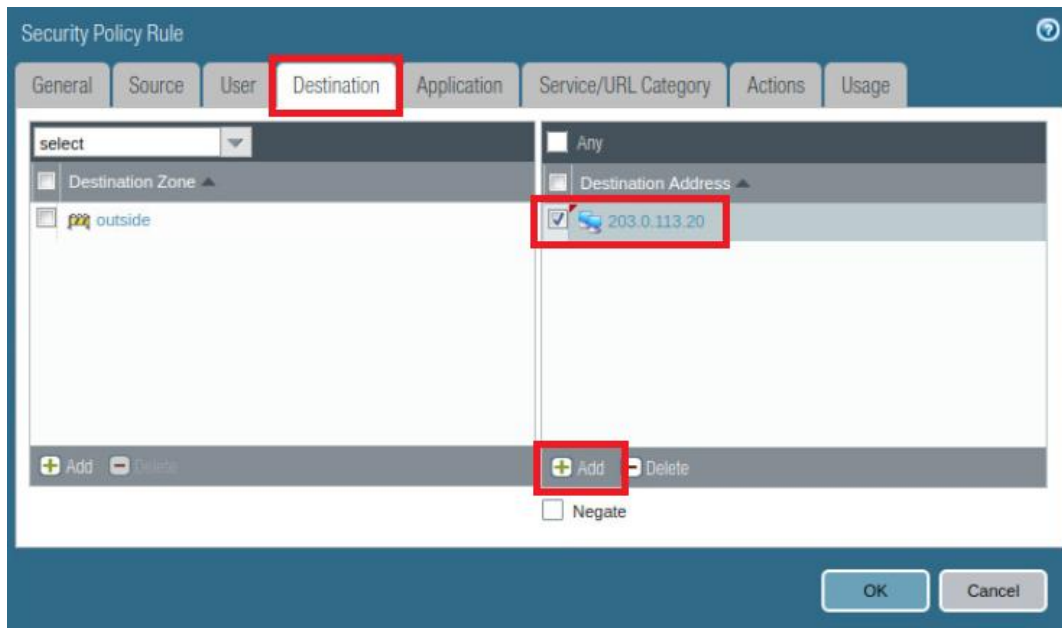 Security Policy Rule
General Source User Destination Application Service/URL Category Actions Usage
select
Any
Destination Zone
Destination Address
outside
203.0.113.20
Add Delete
Add Delete
Negate
OK Cancel